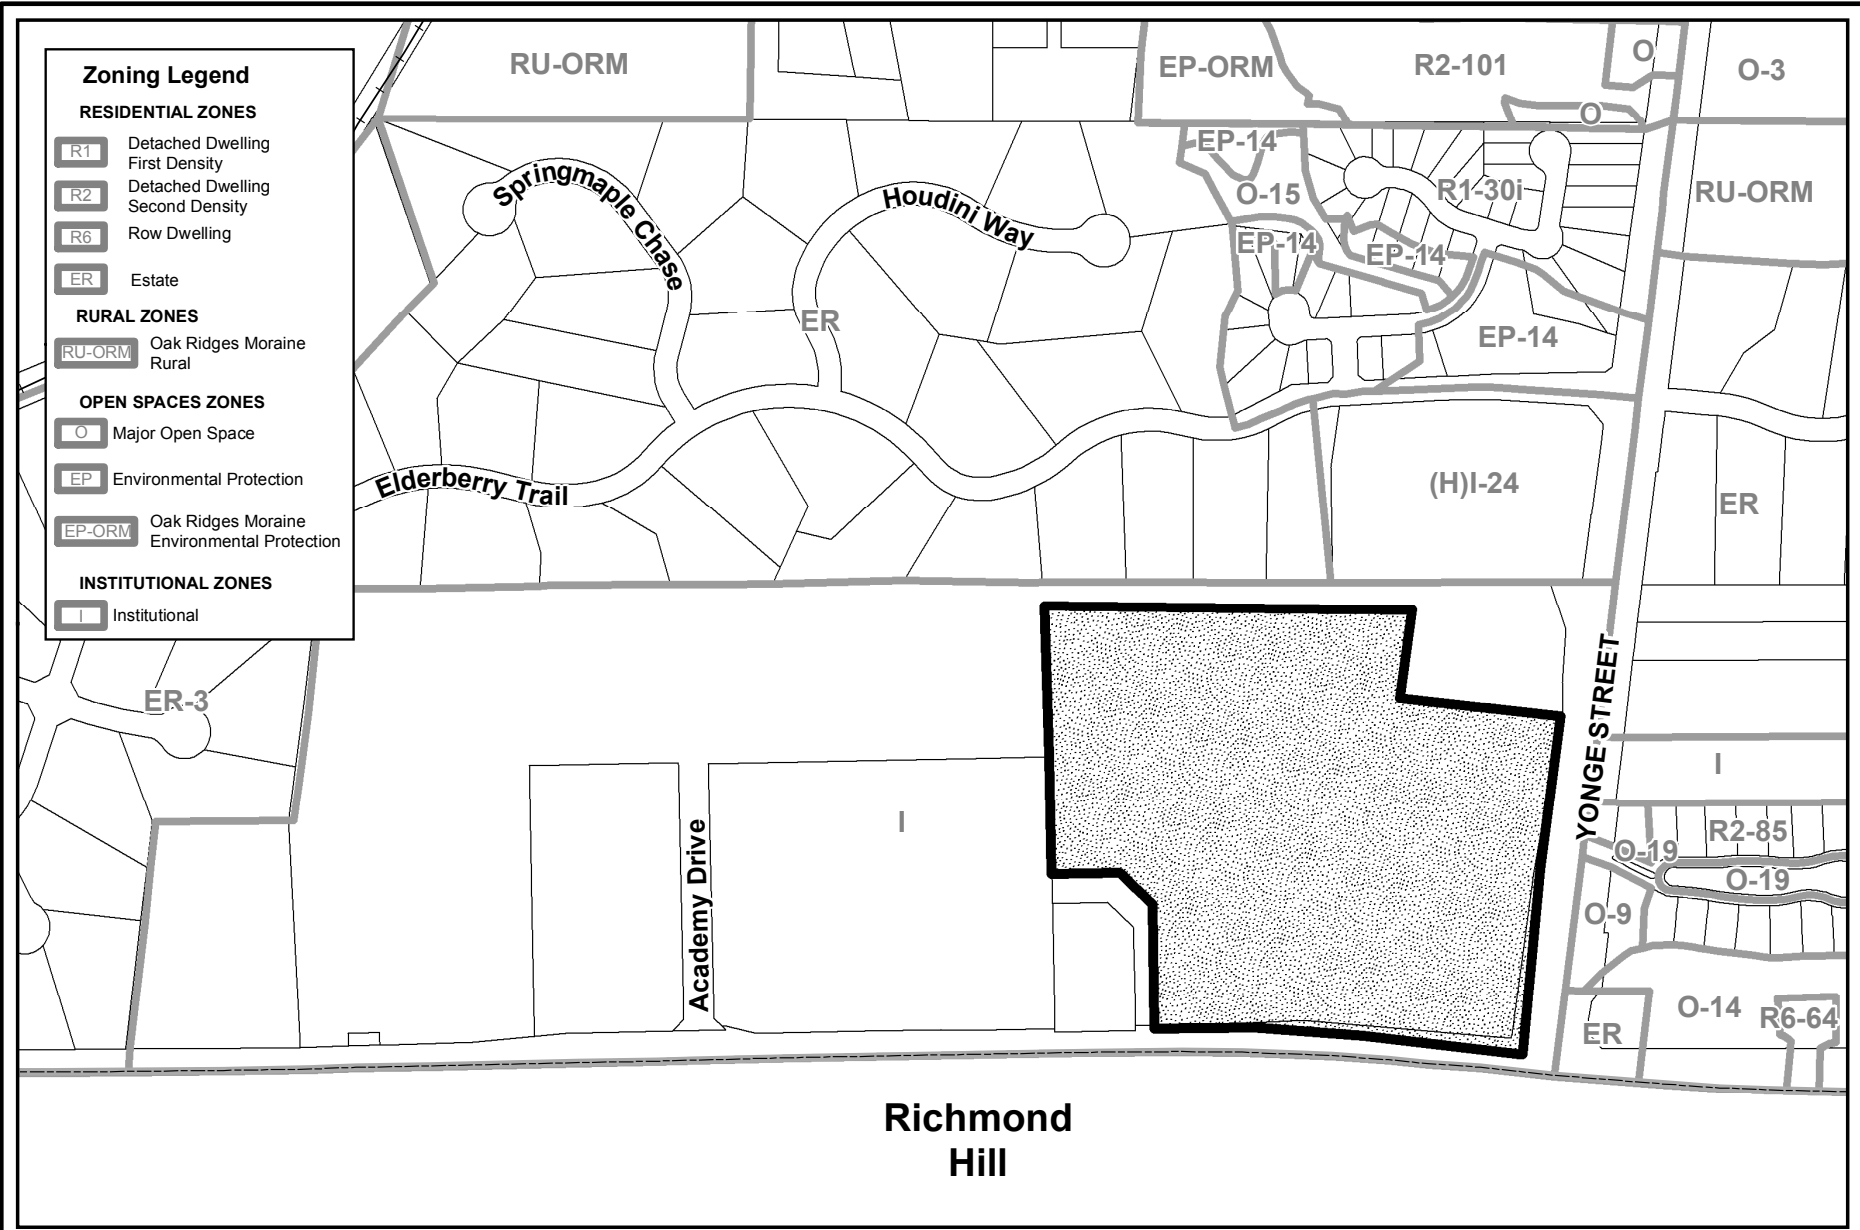 Zoning Legend
RESIDENTIAL ZONES
R1 Detached Dwelling
First Density
R2 Detached Dwelling
Second Density
R6 Row Dwelling
ER Estate
RURAL ZONES
RU-ORM Oak Ridges Moraine
Rural
OPEN SPACES ZONES
O Major Open Space
EP Environmental Protection
EP-ORM Oak Ridges Moraine
Environmental Protection
INSTITUTIONAL ZONES
I Institutional
RU-ORM
EP-ORM
R2-101
O
O-3
O
EP-14
O-15
R1-30i
RU-ORM
EP-14
EP-14
EP-14
Springmaple Chase
Houdini Way
ER
Elderberry Trail
(H)I-24
ER
ER-3
YONGE STREET
I
I
Academy Drive
R2-85
O-19
O-19
O-9
O-14
R6-64
ER
Richmond
Hill